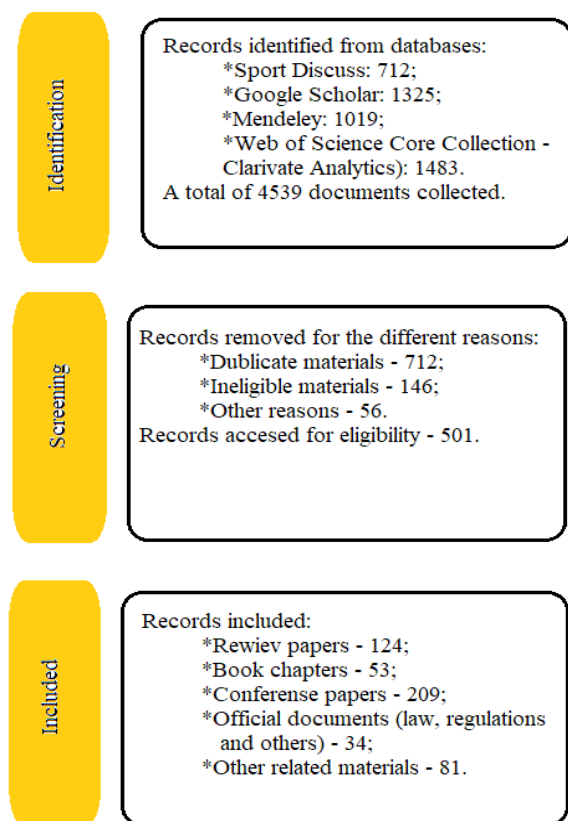 Identification
Records identified from databases:
*Sport Discuss: 712;
*Google Scholar: 1325;
*Mendeley: 1019;
*Web of Science Core Collection -
Clarivate Analytics): 1483.
A total of 4539 documents collected.
Screening
Records removed for the different reasons:
*Dublicate materials - 712;
*Ineligible materials - 146;
*Other reasons - 56.
Records accesed for eligibility - 501.
Included
Records included:
*Rewiev papers - 124;
*Book chapters - 53;
*Conferense papers - 209;
*Official documents (law, regulations
and others) - 34;
*Other related materials - 81.